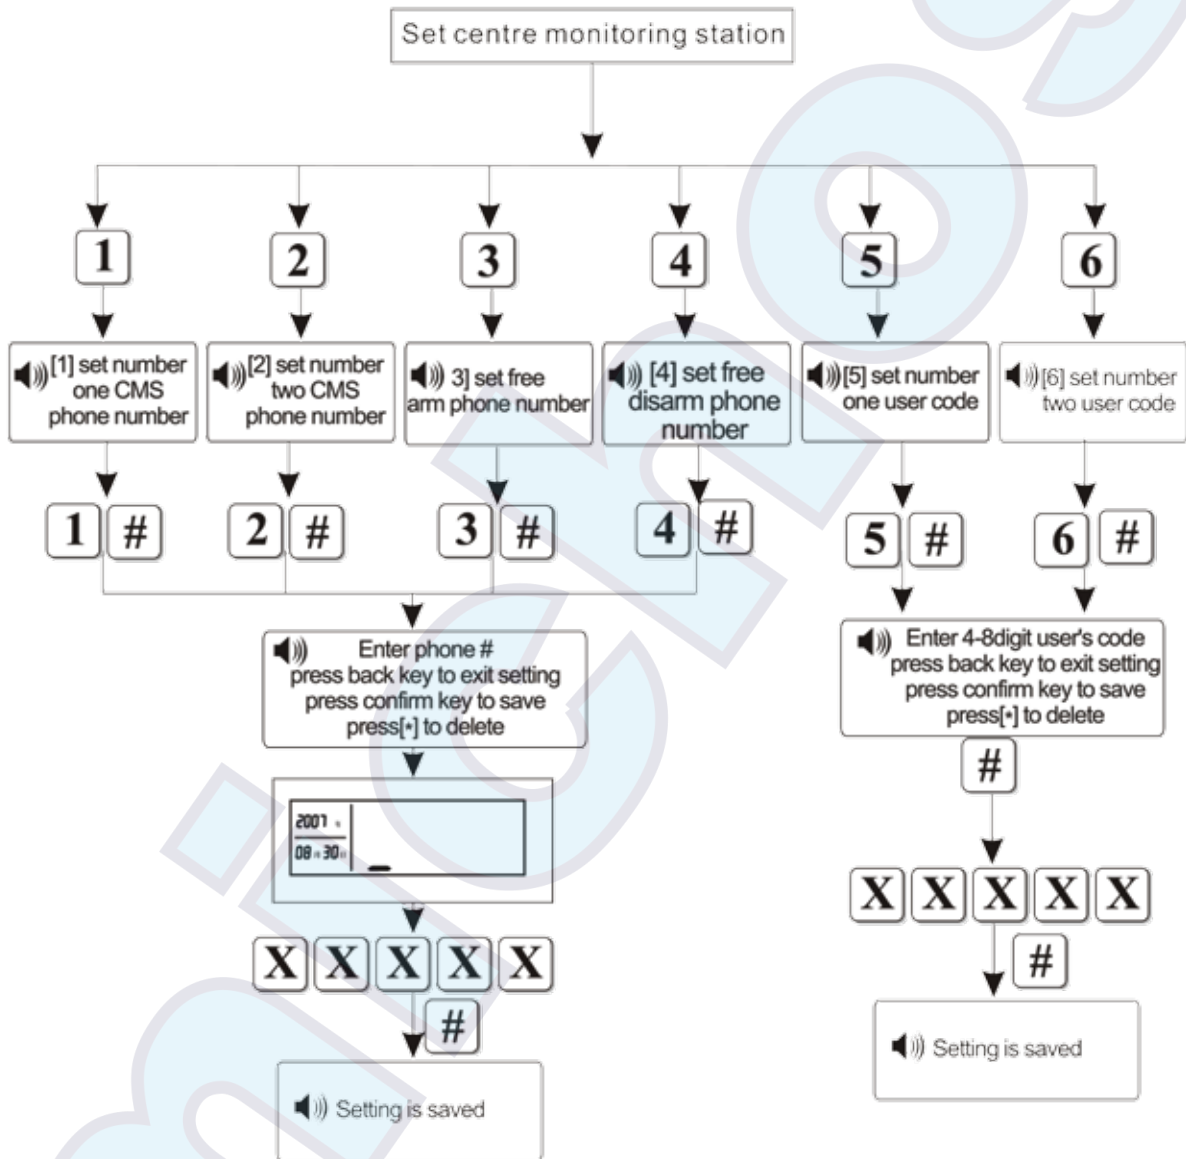 Set centre monitoring station
1 2 3 4 5 6
[1] set number
one CMS
phone number
[2] set number
two CMS
phone number
3] set free
arm phone number
[4] set free
disarm phone
number
[5] set number
one user code
[6] set number
two user code
1 #
2 #
3 #
4 #
5 #
6 #
Enter phone #
press back key to exit setting
press confirm key to save
press[*] to delete
2007
08 30
X X X X X
#
Setting is saved
Enter 4-8digit user's code
press back key to exit setting
press confirm key to save
press[*] to delete
#
X X X X X
#
Setting is saved